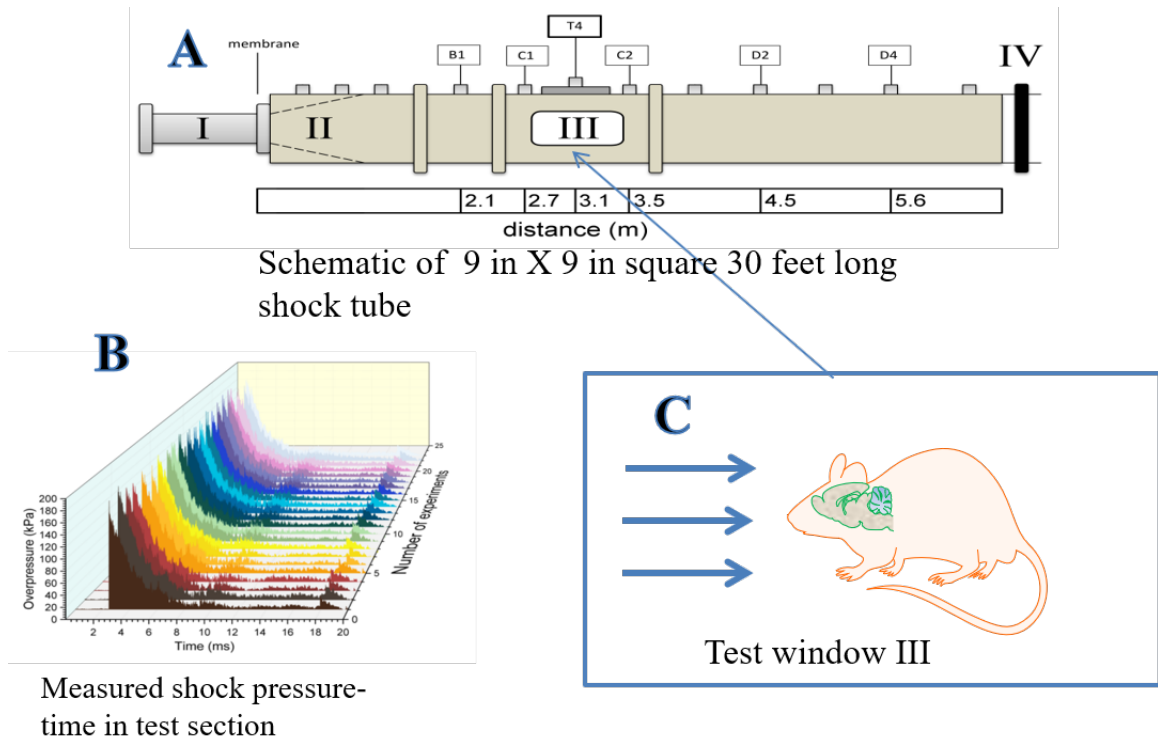 A
membrane
I
II
III
IV
B1
C1
T4
C2
D2
D4
2.1
2.7
3.1
3.5
4.5
5.6
distance (m)
Schematic of 9 in X 9 in square 30 feet long
shock tube
B
200
180
160
140
120
100
80
60
40
20
0
Overpressure (kPa)
2
4
6
8
10
12
14
16
18
20
Time (ms)
0
5
10
15
20
25
Number of experiments
Measured shock pressure-
time in test section
C
Test window III